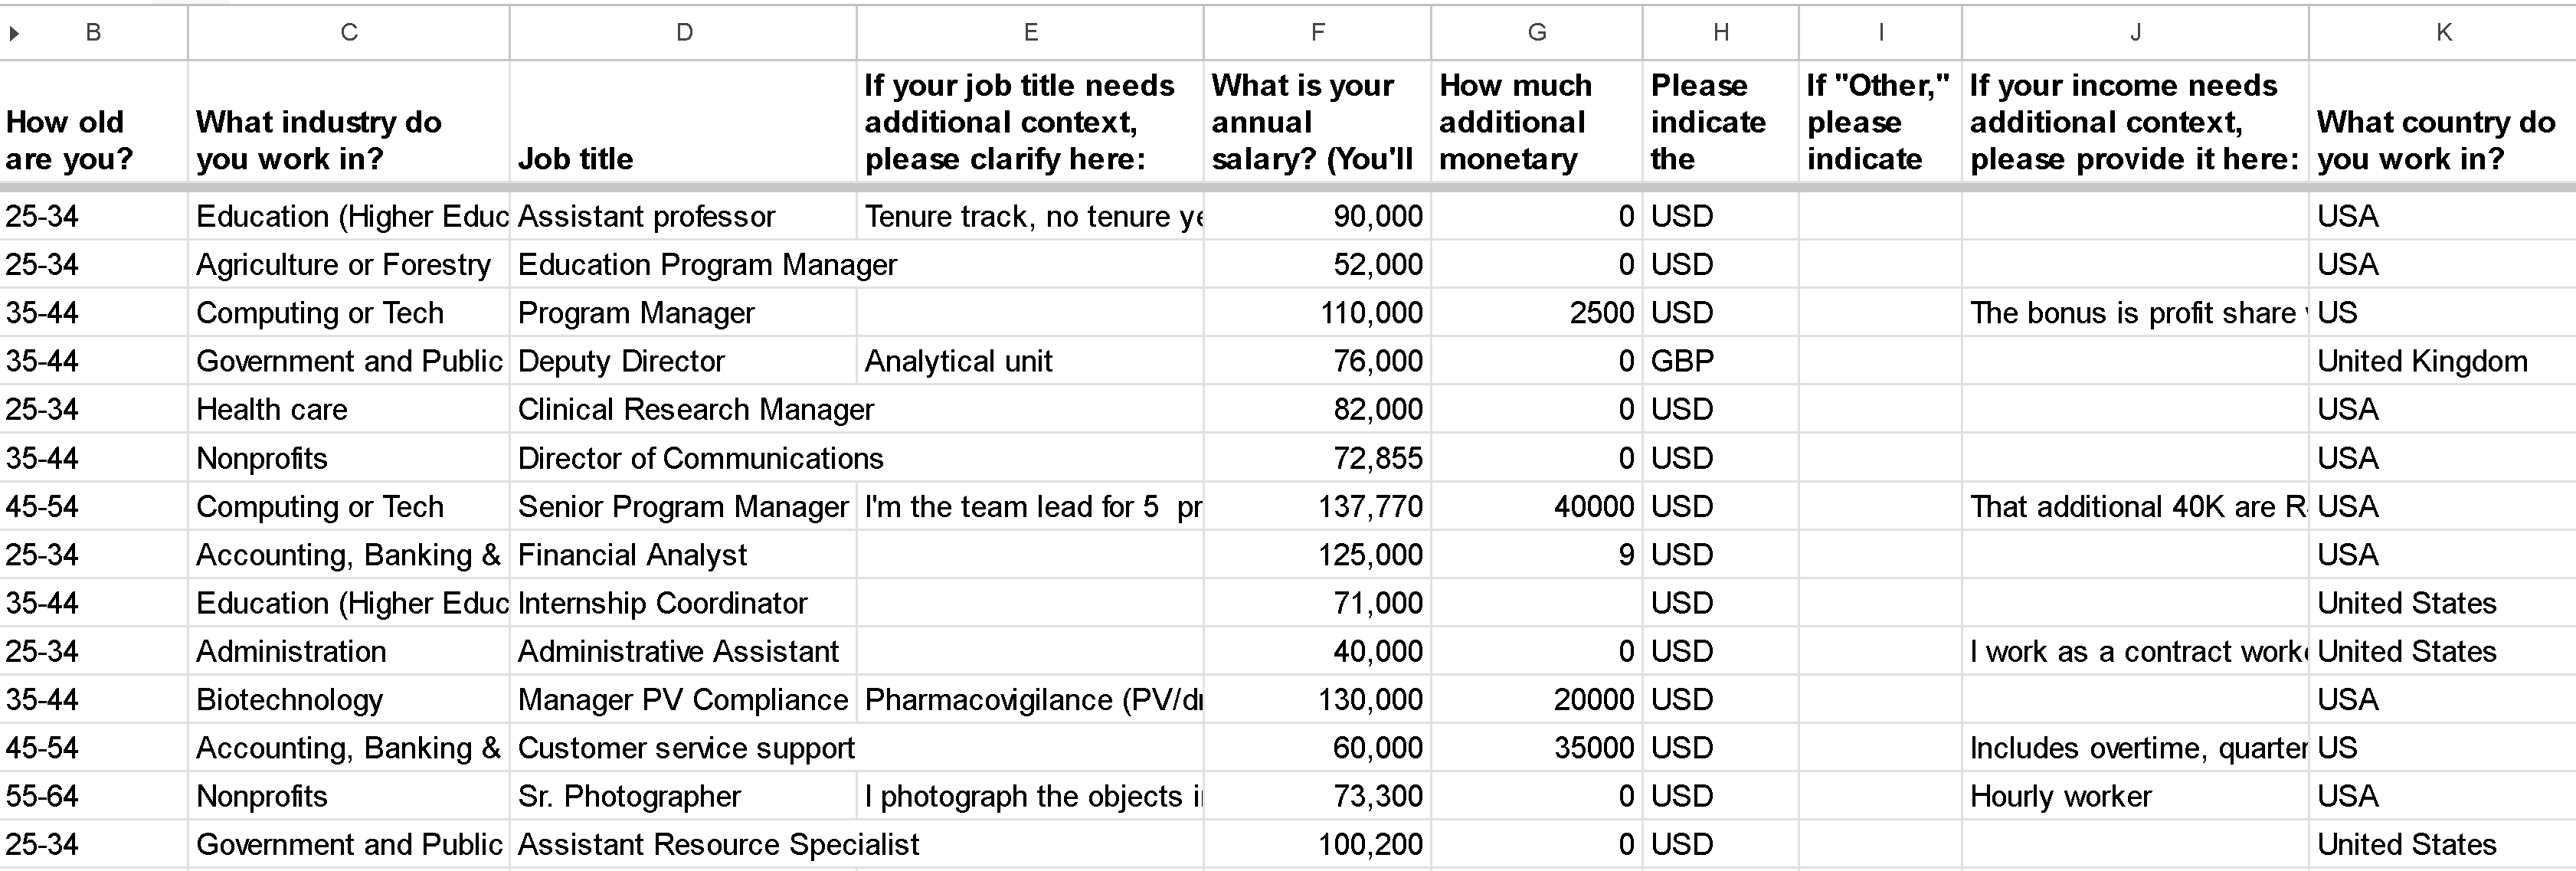 B C D E F G H I J K
How old are you? What industry do you work in? Job title If your job title needs additional context, please clarify here: What is your annual salary? (You'll How much additional monetary Please indicate the If "Other," please indicate If your income needs additional context, please provide it here: What country do you work in?
25-34 Education (Higher Educ Assistant professor Tenure track, no tenure ye 90,000 0 USD USA
25-34 Agriculture or Forestry Education Program Manager 52,000 0 USD USA
35-44 Computing or Tech Program Manager 110,000 2500 USD The bonus is profit share US
35-44 Government and Public Deputy Director Analytical unit 76,000 0 GBP United Kingdom
25-34 Health care Clinical Research Manager 82,000 0 USD USA
35-44 Nonprofits Director of Communications 72,855 0 USD USA
45-54 Computing or Tech Senior Program Manager I'm the team lead for 5 pr 137,770 40000 USD That additional 40K are R USA
25-34 Accounting, Banking & Financial Analyst 125,000 9 USD USA
35-44 Education (Higher Educ Internship Coordinator 71,000 USD United States
25-34 Administration Administrative Assistant 40,000 0 USD I work as a contract work United States
35-44 Biotechnology Manager PV Compliance Pharmacovigilance (PV/dr 130,000 20000 USD USA
45-54 Accounting, Banking & Customer service support 60,000 35000 USD Includes overtime, quarter US
55-64 Nonprofits Sr. Photographer I photograph the objects i 73,300 0 USD Hourly worker USA
25-34 Government and Public Assistant Resource Specialist 100,200 0 USD United States